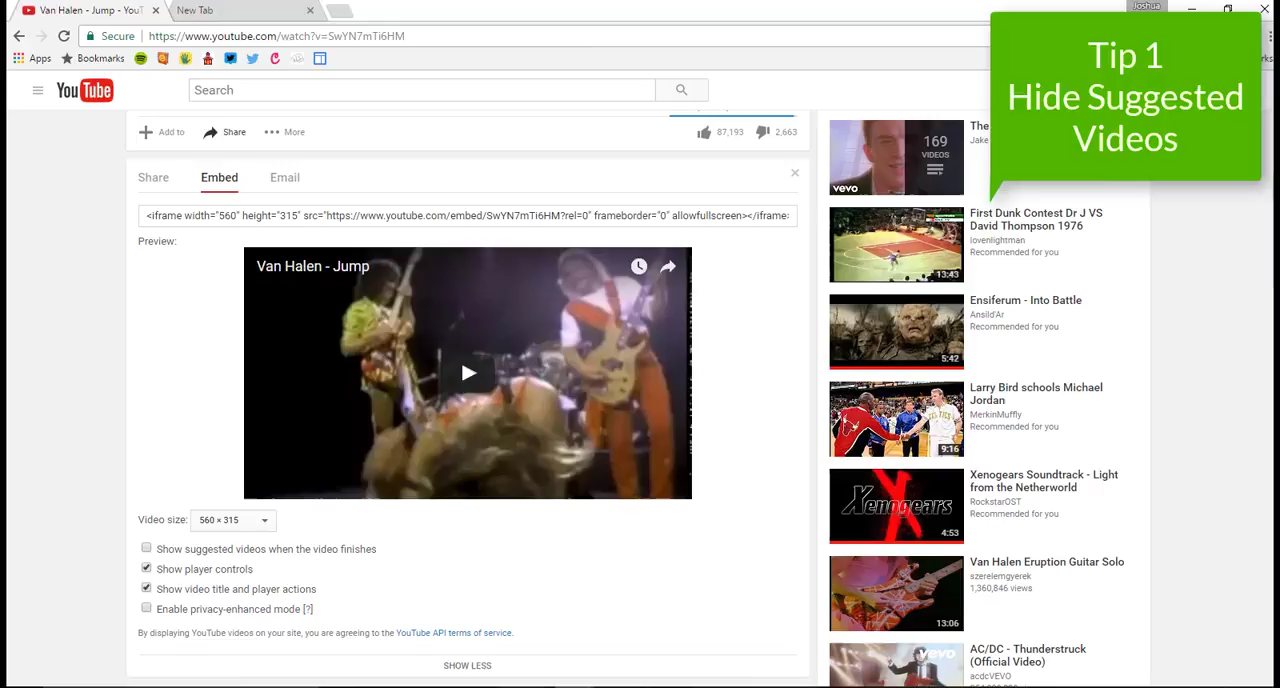 Van Halen - Jump - YouT
New Tab
Joshua
Secure
https://www.youtube.com/watch?v=SwYN7mTi6HM
Apps
Bookmarks
Tip 1
Hide Suggested
Videos
YouTube
Search
Add to
Share
More
87,193
2,663
Share
Embed
Email
<iframe width="560" height="315" src="https://www.youtube.com/embed/SwYN7mTi6HM?rel=0" frameborder="0" allowfullscreen></iframe>
Preview:
Van Halen - Jump
Video size:
560 × 315
Show suggested videos when the video finishes
Show player controls
Show video title and player actions
Enable privacy-enhanced mode [?]
By displaying YouTube videos on your site, you are agreeing to the YouTube API terms of service.
SHOW LESS
169
VIDEOS
vevo
The
Jake
13:43
First Dunk Contest Dr J VS
David Thompson 1976
lovenlightman
Recommended for you
5:42
Ensiferum - Into Battle
Ansild'Ar
Recommended for you
9:16
Larry Bird schools Michael
Jordan
MerkinMuffly
Recommended for you
Xenogears
4:53
Xenogears Soundtrack - Light
from the Netherworld
RockstarOST
Recommended for you
13:06
Van Halen Eruption Guitar Solo
szerelemgyerek
1,360,846 views
vevo
AC/DC - Thunderstruck
(Official Video)
acdcVEVO